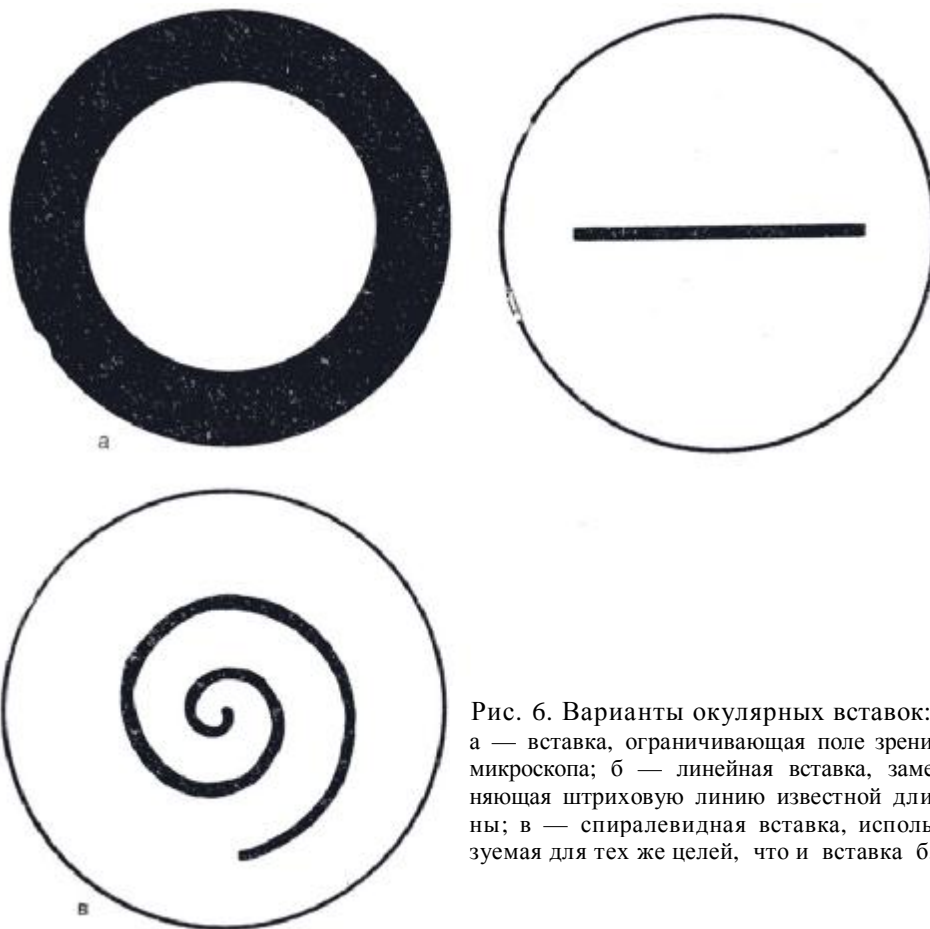 а
в
Рис. 6. Варианты окулярных вставок:
а — вставка, ограничивающая поле зрени
микроскопа; б — линейная вставка, заме
няющая штриховую линию известной дли
ны; в — спиралевидная вставка, исполь
зуемая для тех же целей, что и вставка б.